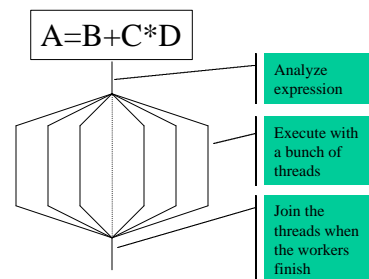 A=B+C*D
Analyze
expression
Execute with
a bunch of
threads
Join the
threads when
the workers
finish